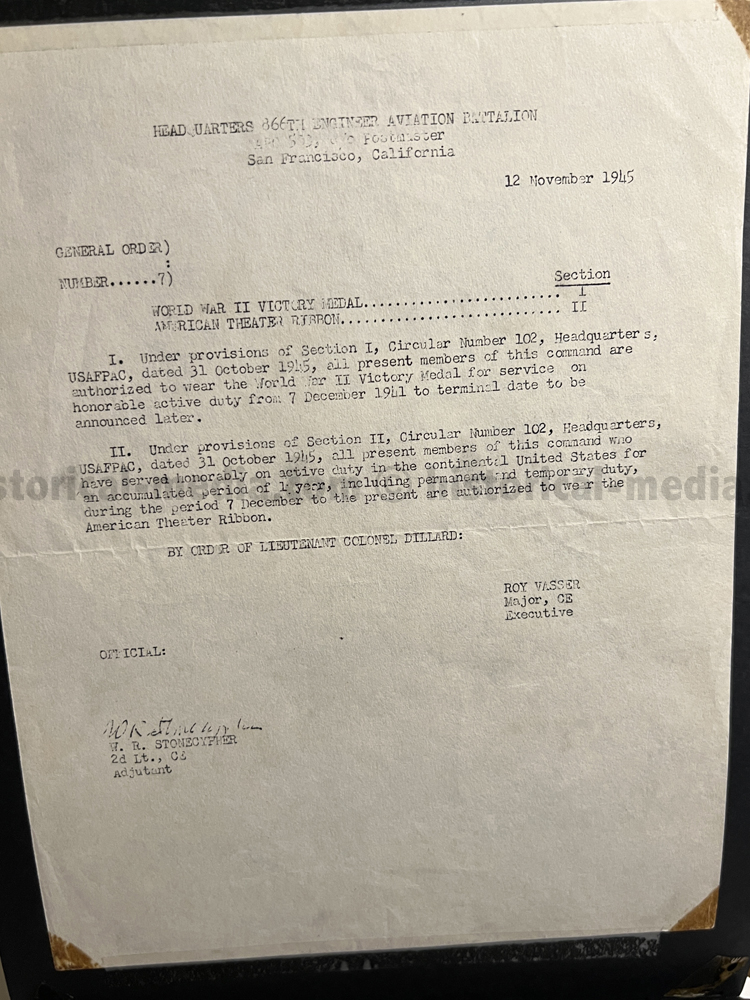 HEADQUARTERS 866TH ENGINEER AVIATION BATTALION
APO c/o Postmaster
San Francisco, California
12 November 1945
GENERAL ORDER)
:
NUMBER......7)
Section
WORLD WAR II VICTORY MEDAL........................... I
AMERICAN THEATER RIBBON.............................. II
I. Under provisions of Section I, Circular Number 102, Headquarters,
USAFPAC, dated 31 October 1945, all present members of this command are
authorized to wear the World War II Victory Medal for service on
honorable active duty from 7 December 1941 to terminal date to be
announced later.
II. Under provisions of Section II, Circular Number 102, Headquarters,
USAFPAC, dated 31 October 1945, all present members of this command who
have served honorably on active duty in the continental United States for
an accumulated period of 1 year, including permanent and temporary duty,
during the period 7 December to the present are authorized to wear the
American Theater Ribbon.
BY ORDER OF LIEUTENANT COLONEL DILLARD:
ROY VASSER
Major, CE
Executive
OFFICIAL:
W R Stonecypher
W. R. STONECYPHER
2d Lt., CE
Adjutant